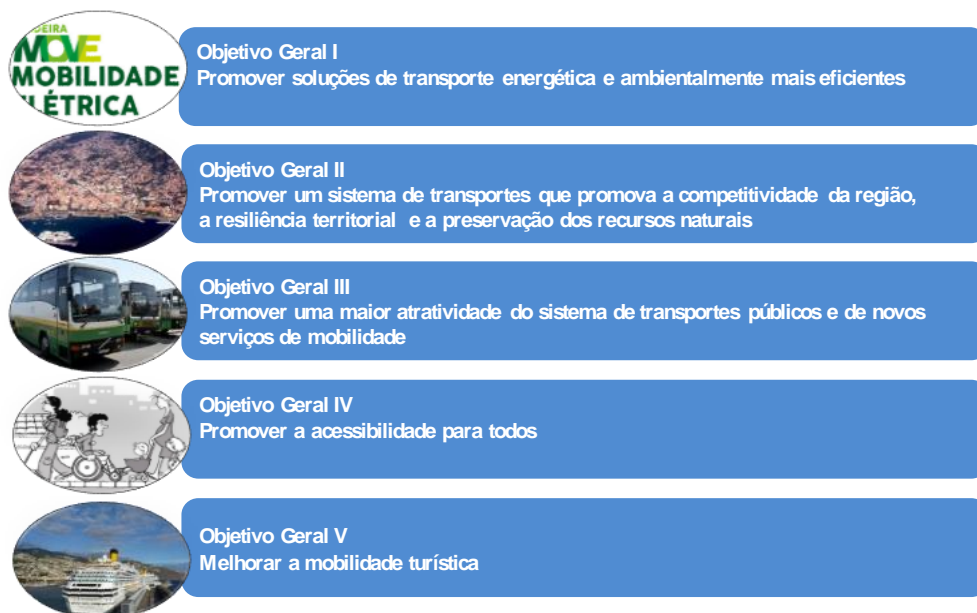 EIRA
MOVE
MOBILIDADE
ELÉTRICA
Objetivo Geral I
Promover soluções de transporte energética e ambientalmente mais eficientes
Objetivo Geral II
Promover um sistema de transportes que promova a competitividade da região,
a resiliência territorial e a preservação dos recursos naturais
Objetivo Geral III
Promover uma maior atratividade do sistema de transportes públicos e de novos
serviços de mobilidade
Objetivo Geral IV
Promover a acessibilidade para todos
Objetivo Geral V
Melhorar a mobilidade turística